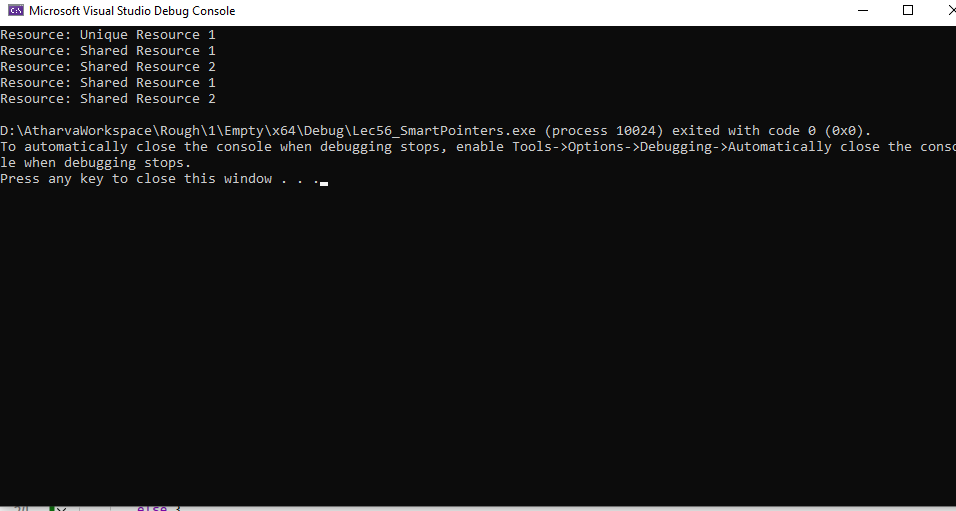 Microsoft Visual Studio Debug Console
Resource: Unique Resource 1
Resource: Shared Resource 1
Resource: Shared Resource 2
Resource: Shared Resource 1
Resource: Shared Resource 2
D:\AtharvaWorkspace\Rough\1\Empty\x64\Debug\Lec56_SmartPointers.exe (process 10024) exited with code 0 (0x0).
To automatically close the console when debugging stops, enable Tools->Options->Debugging->Automatically close the conso
le when debugging stops.
Press any key to close this window . . .
else {